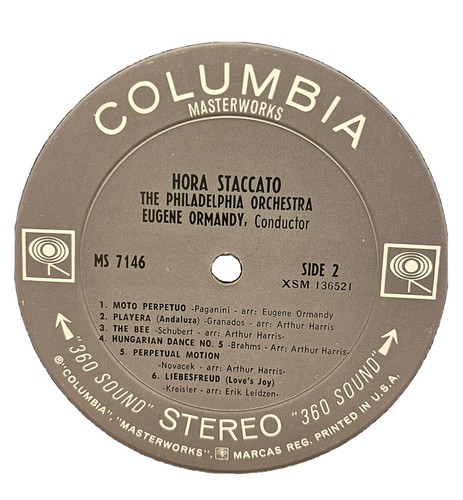 COLUMBIA
MASTERWORKS
HORA STACCATO
THE PHILADELPHIA ORCHESTRA
EUGENE ORMANDY, Conductor
MS 7146
SIDE 2
XSM 136521
1. MOTO PERPETUO -Paganini - arr: Eugene Ormandy
2. PLAYERA (Andaluza) -Granados - arr: Arthur Harris
3. THE BEE -Schubert - arr: Arthur Harris-
4. HUNGARIAN DANCE NO. 5 -Brahms - Arr: Arthur Harris-
5. PERPETUAL MOTION
-Novacek - arr: Arthur Harris-
6. LIEBESFREUD (Love's Joy)
-Kreisler - arr: Erik Leidzen-
"360 SOUND" STEREO "360 SOUND"
® "COLUMBIA", "MASTERWORKS", MARCAS REG. PRINTED IN U.S.A.